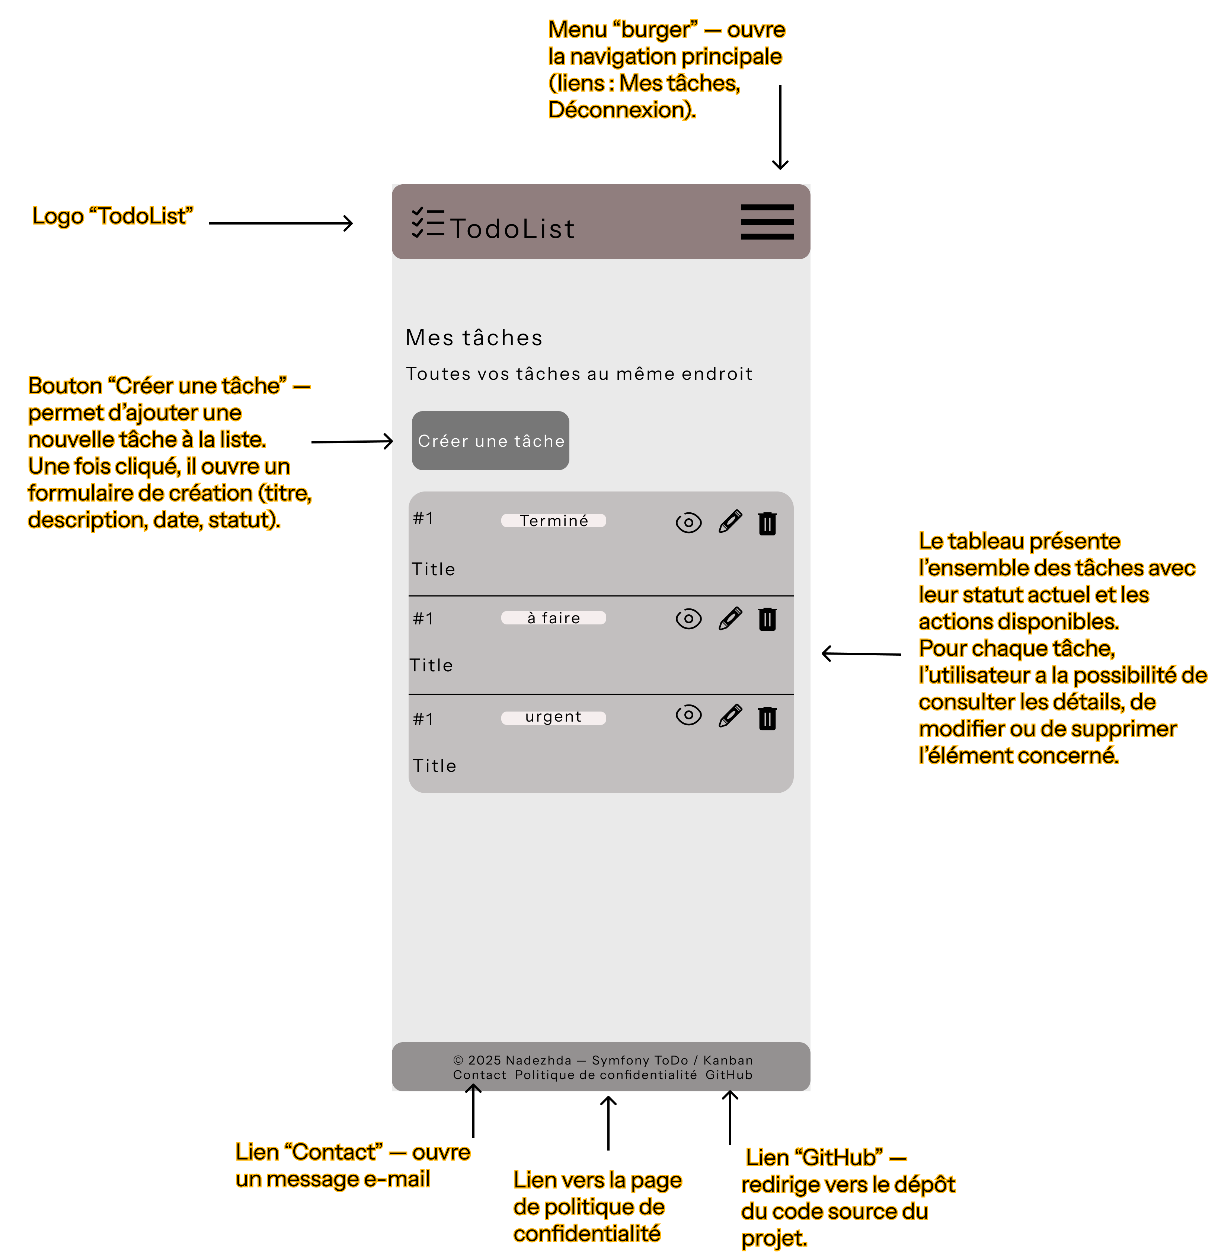 Menu “burger” — ouvre
la navigation principale
(liens : Mes tâches,
Déconnexion).
Logo “TodoList”
TodoList
Mes tâches
Toutes vos tâches au même endroit
Bouton “Créer une tâche” —
permet d’ajouter une
nouvelle tâche à la liste.
Une fois cliqué, il ouvre un
formulaire de création (titre,
description, date, statut).
Créer une tâche
#1
Terminé
Title
#1
à faire
Title
#1
urgent
Title
Le tableau présente
l’ensemble des tâches avec
leur statut actuel et les
actions disponibles.
Pour chaque tâche,
l’utilisateur a la possibilité de
consulter les détails, de
modifier ou de supprimer
l’élément concerné.
© 2025 Nadezhda — Symfony ToDo / Kanban
Contact Politique de confidentialité GitHub
Lien “Contact” — ouvre
un message e-mail
Lien vers la page
de politique de
confidentialité
Lien “GitHub” —
redirige vers le dépôt
du code source du
projet.